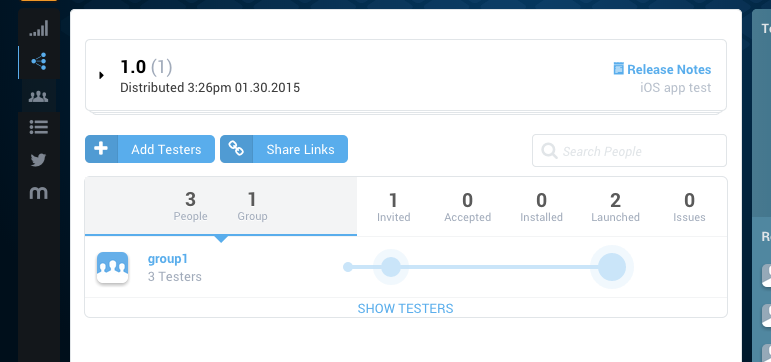 1.0 (1)
Distributed 3:26pm 01.30.2015
Release Notes
iOS app test
Add Testers
Share Links
Search People
3 1 1 0 0 2 0
People Group Invited Accepted Installed Launched Issues
group1
3 Testers
SHOW TESTERS